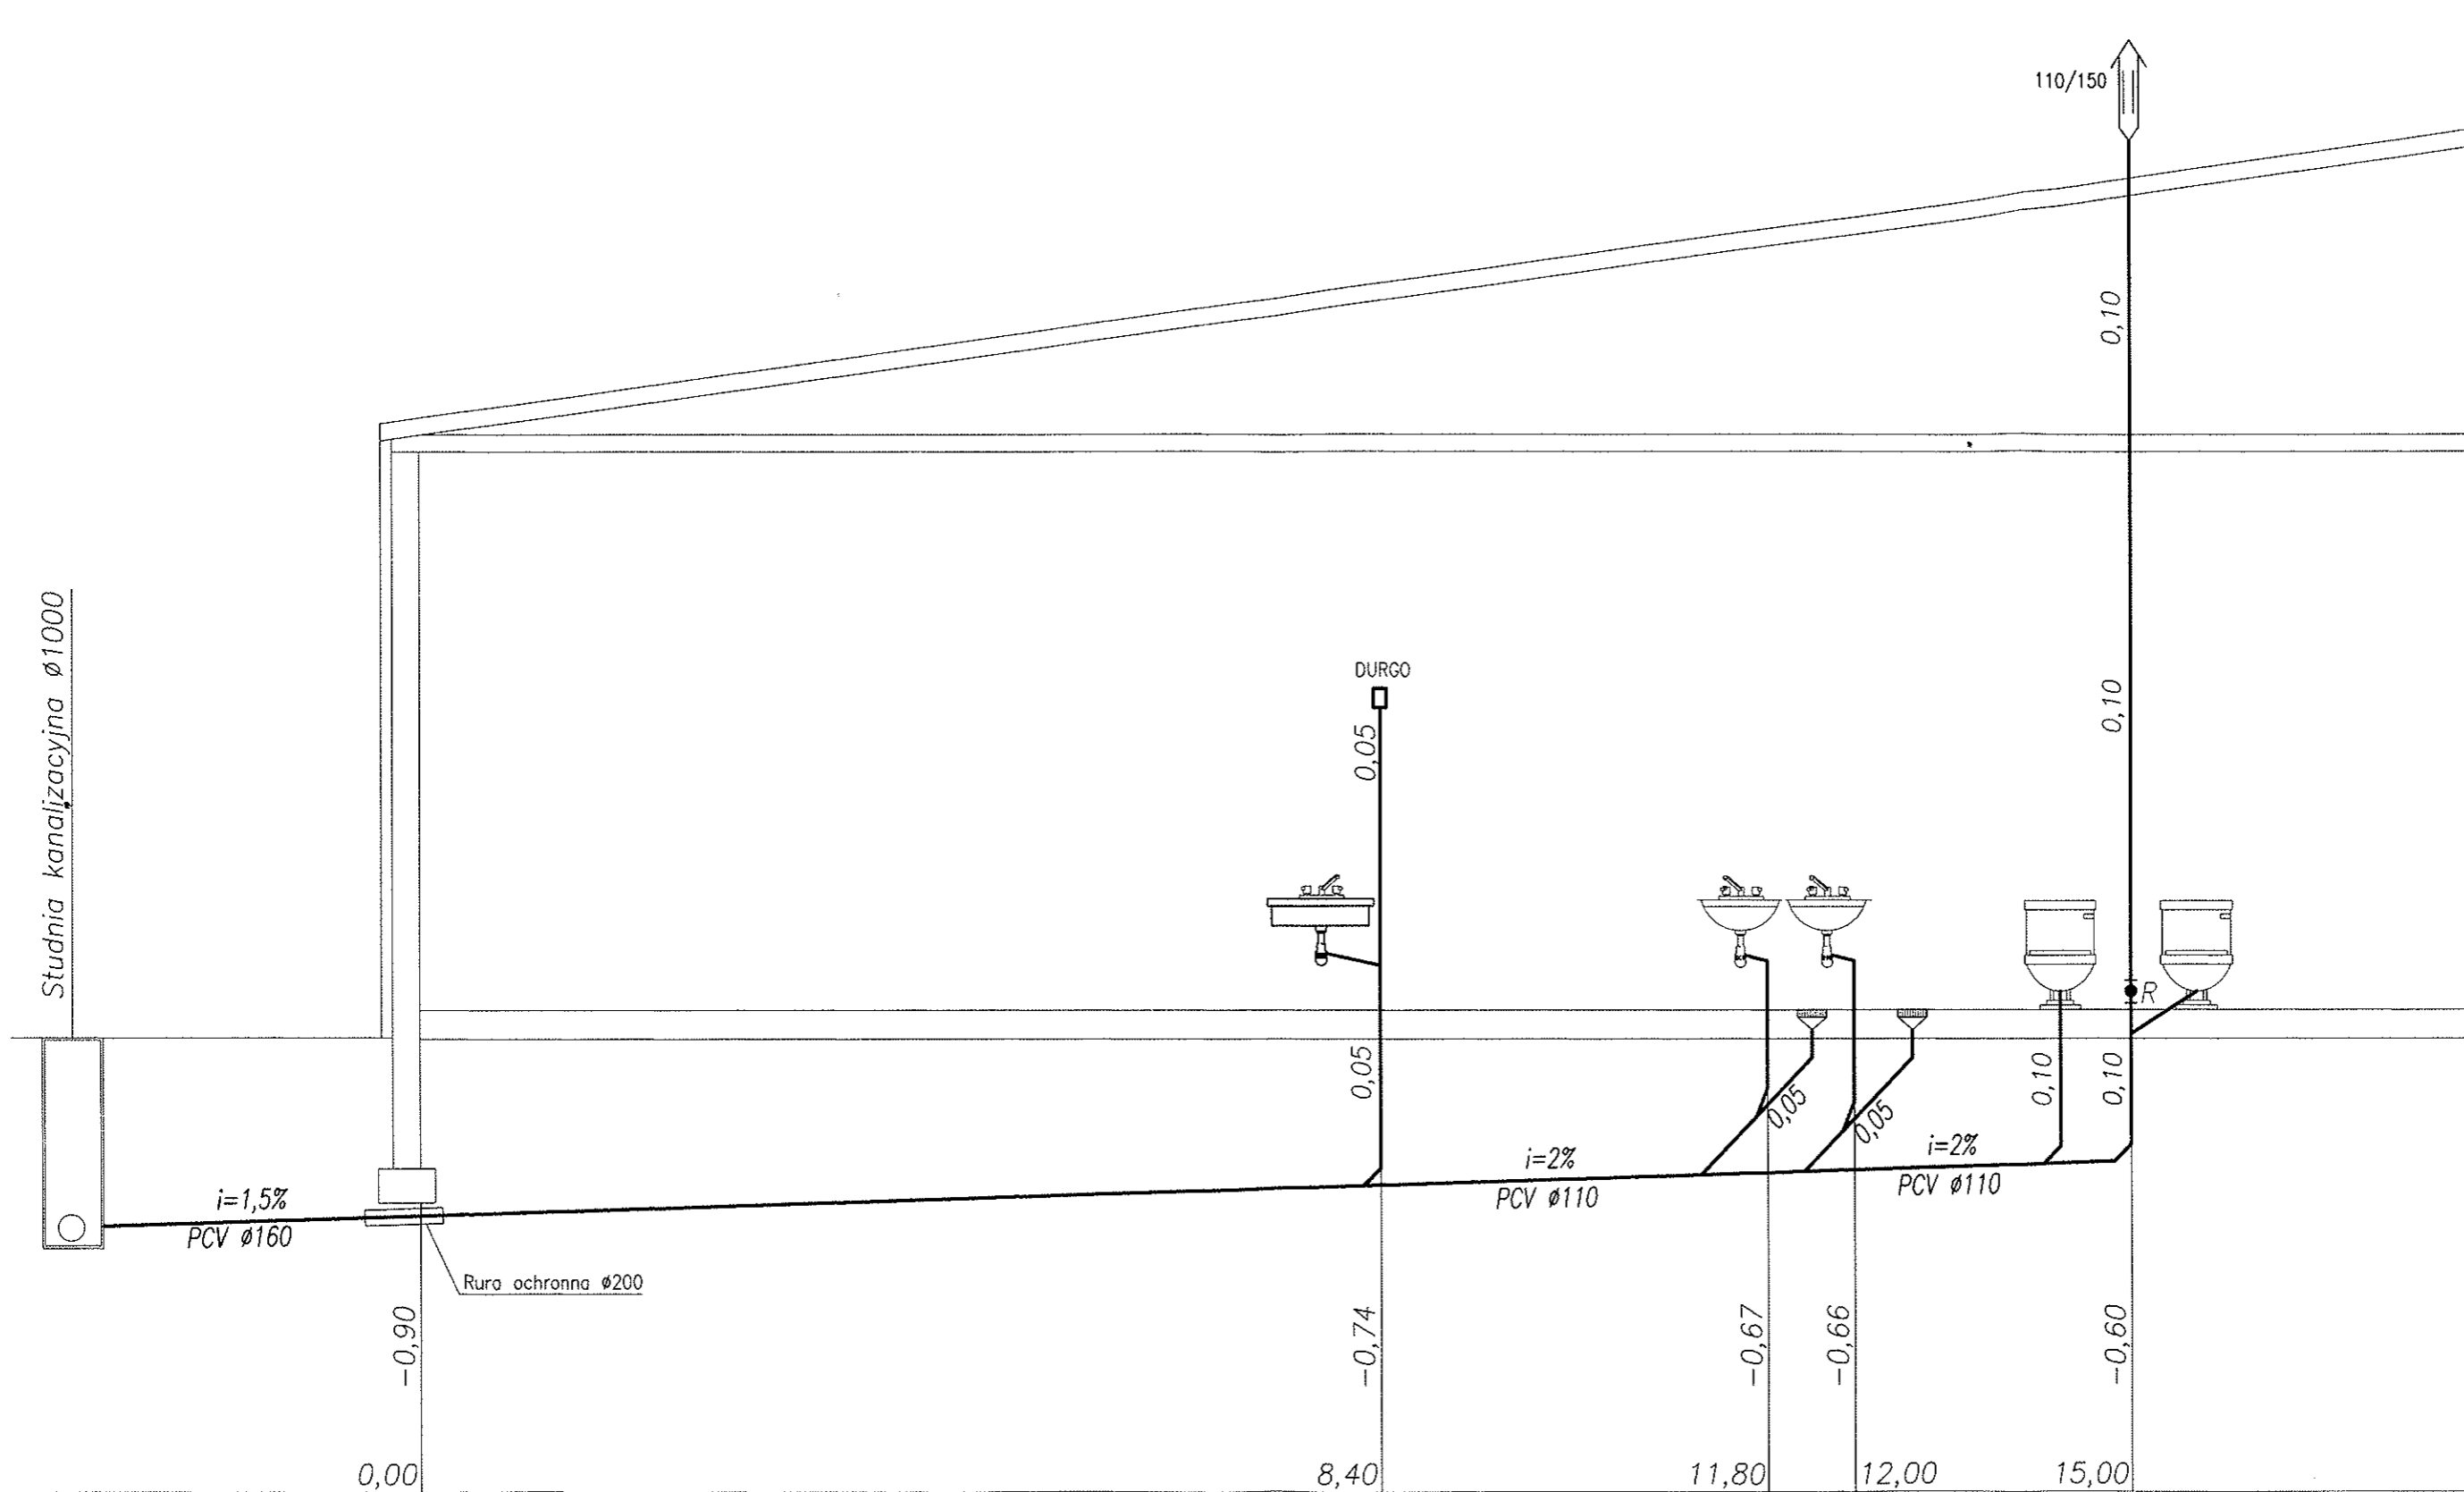 110/150
0,10
Studnia kanalizacyjna ø1000
DURGO
0,05
0,10
R
0,05
0,05
0,05
0,10
0,10
i=1,5%
PCV ø160
i=2%
PCV ø110
i=2%
PCV ø110
Rura ochronna ø200
-0,90
-0,74
-0,67
-0,66
-0,60
0,00
8,40
11,80
12,00
15,00